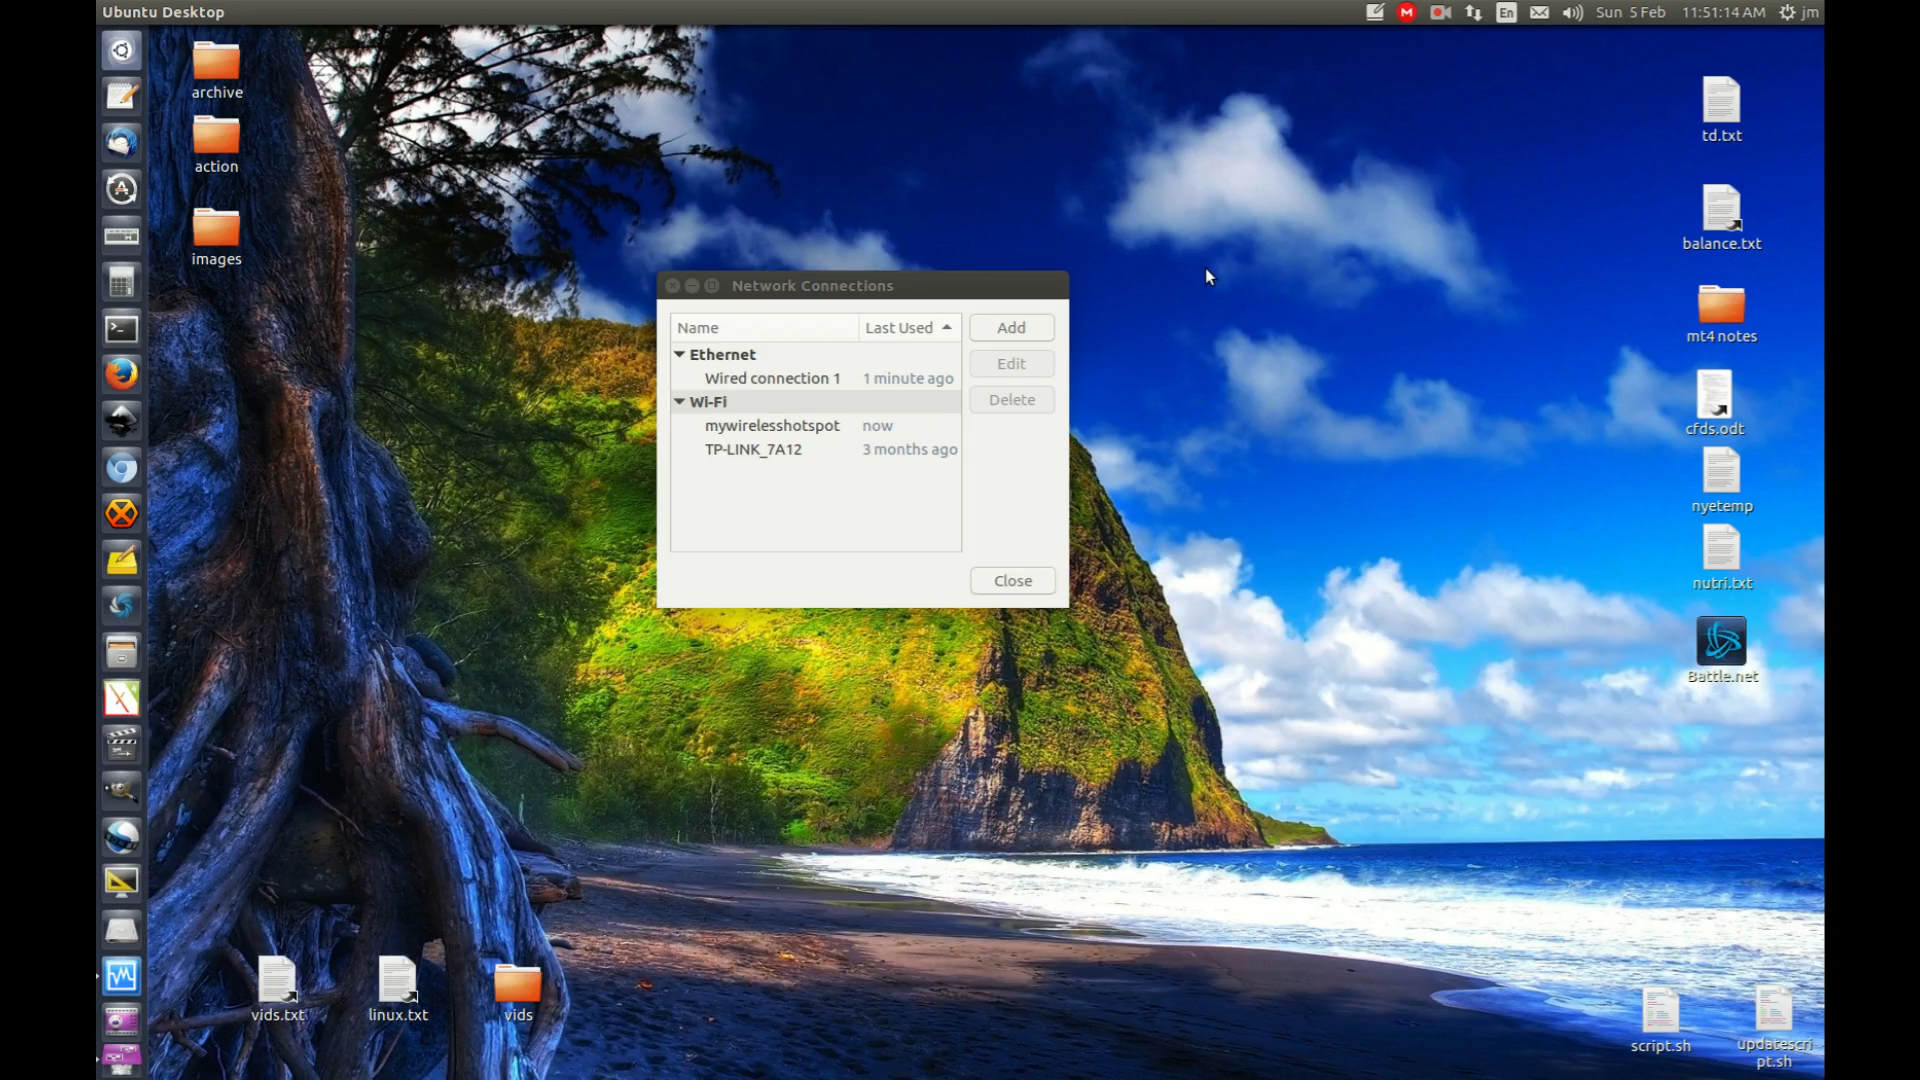 Ubuntu Desktop
En
Sun 5 Feb 11:51:14 AM jm
archive
action
images
Network Connections
Name Last Used
Ethernet
Wired connection 1 1 minute ago
Wi-Fi
mywirelesshotspot now
TP-LINK_7A12 3 months ago
Add
Edit
Delete
Close
td.txt
balance.txt
mt4 notes
cfds.odt
nyetemp
nutri.txt
Battle.net
vids.txt
linux.txt
vids
script.sh
updatescri
pt.sh